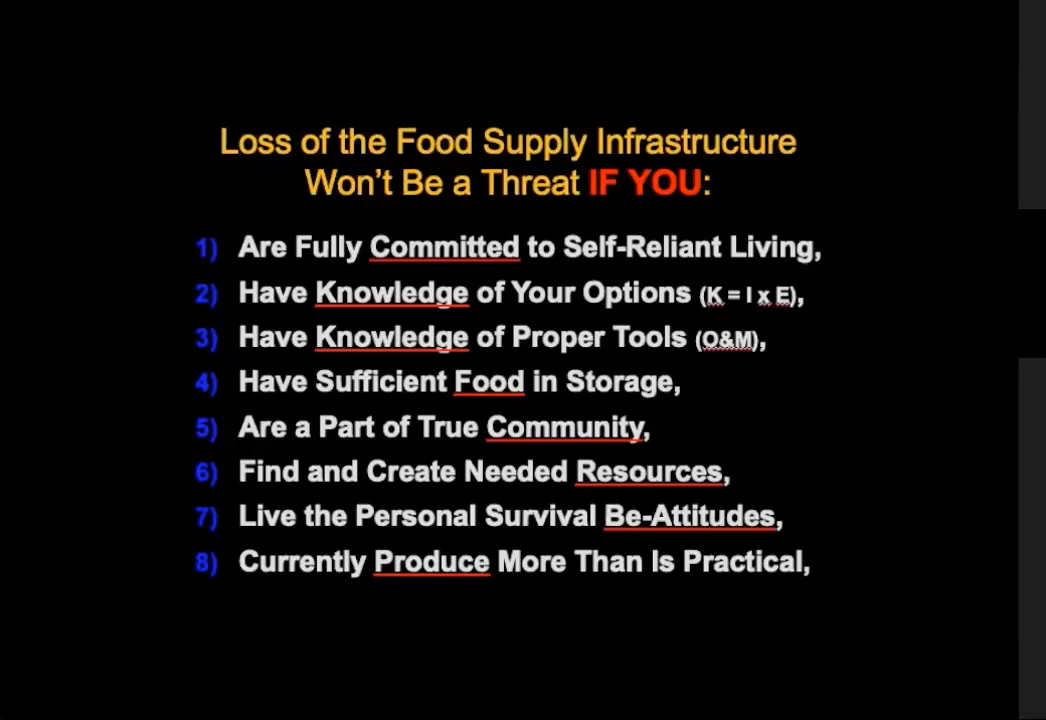 Loss of the Food Supply Infrastructure
Won't Be a Threat IF YOU:
1) Are Fully Committed to Self-Reliant Living,
2) Have Knowledge of Your Options (K = I x E),
3) Have Knowledge of Proper Tools (O&M),
4) Have Sufficient Food in Storage,
5) Are a Part of True Community,
6) Find and Create Needed Resources,
7) Live the Personal Survival Be-Attitudes,
8) Currently Produce More Than Is Practical,